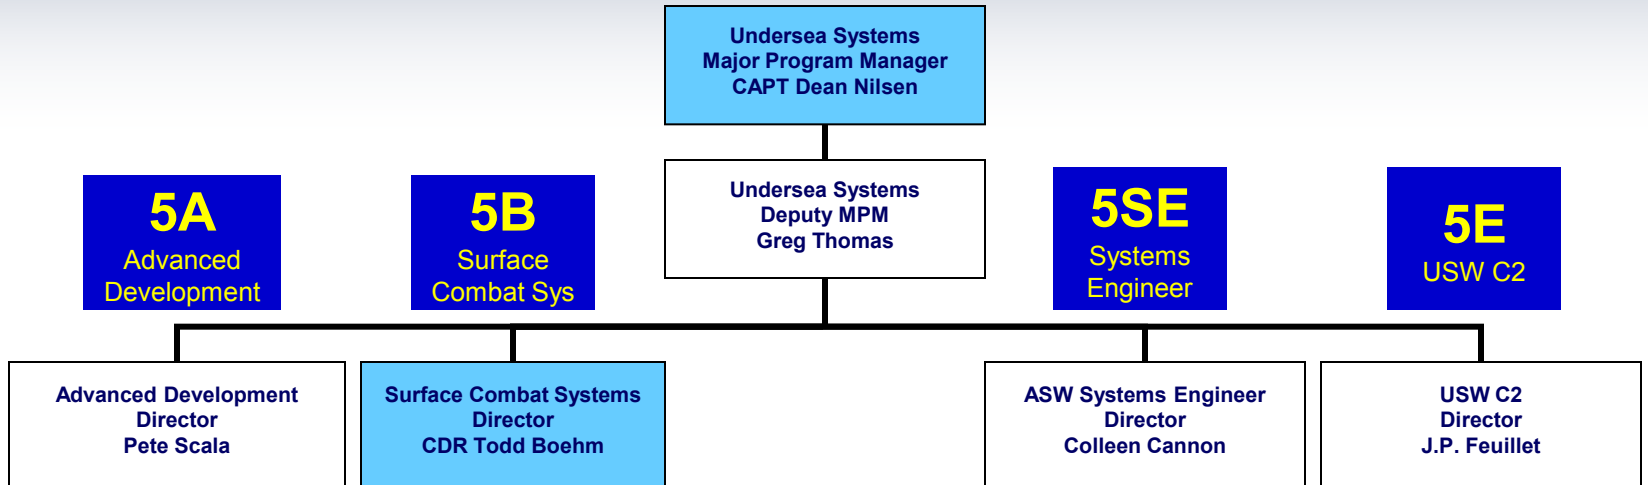 Undersea Systems
Major Program Manager
CAPT Dean Nilsen
Undersea Systems
Deputy MPM
Greg Thomas
5A
Advanced
Development
5B
Surface
Combat Sys
5SE
Systems
Engineer
5E
USW C2
Advanced Development
Director
Pete Scala
Surface Combat Systems
Director
CDR Todd Boehm
ASW Systems Engineer
Director
Colleen Cannon
USW C2
Director
J.P. Feuillet